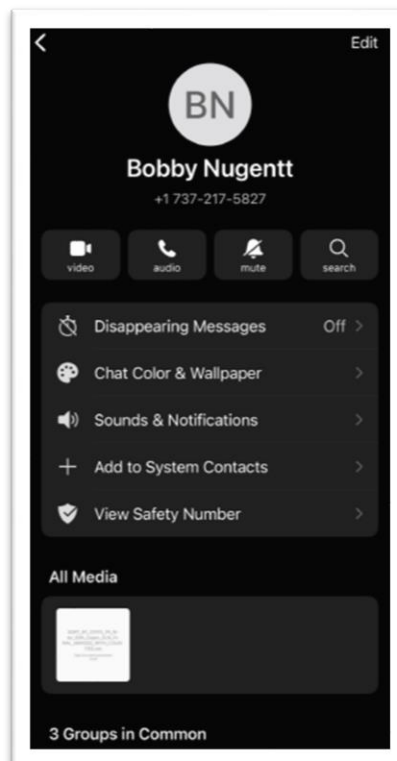 Edit
BN
Bobby Nugentt
+1 737-217-5827
video audio mute search
Disappearing Messages Off
Chat Color & Wallpaper
Sounds & Notifications
Add to System Contacts
View Safety Number
All Media
3 Groups in Common